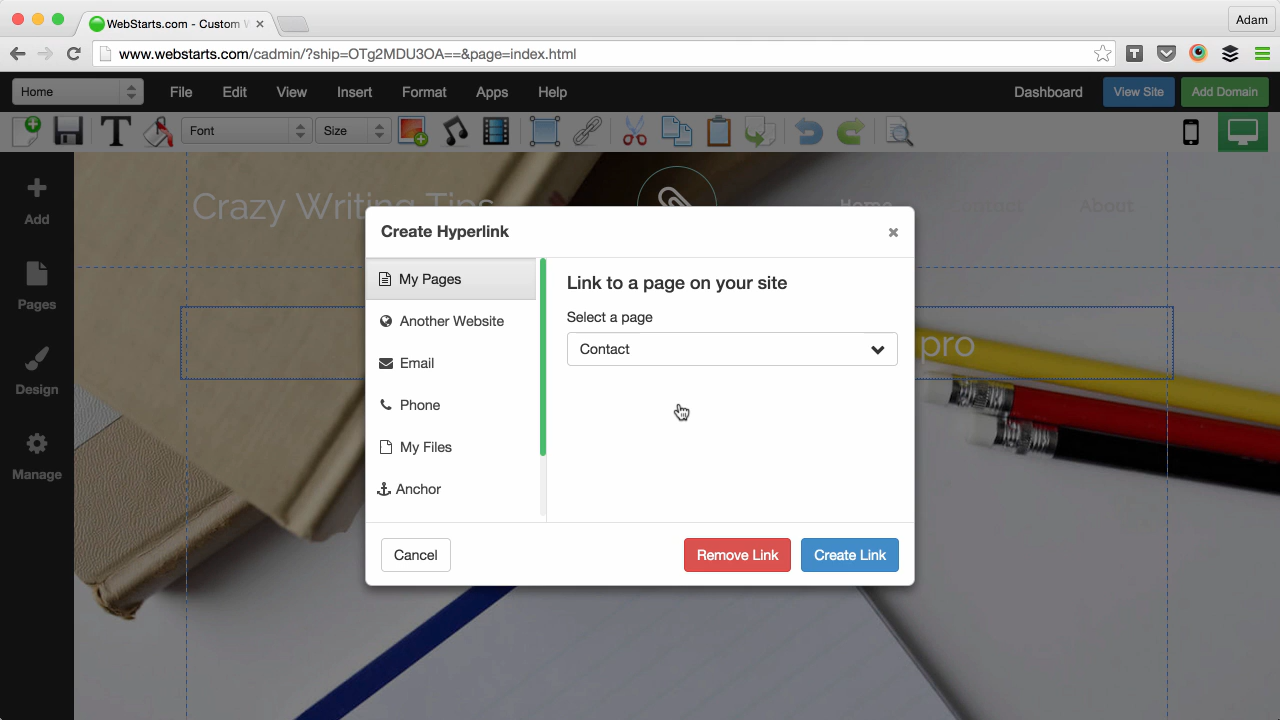 WebStarts.com - Custom W
Adam
www.webstarts.com/cadmin/?ship=OTg2MDU3OA==&page=index.html
Home
File
Edit
View
Insert
Format
Apps
Help
Dashboard
View Site
Add Domain
Font
Size
Add
Pages
Design
Manage
Crazy Writing Tips
Home
Contact
About
pro
Create Hyperlink
×
My Pages
Another Website
Email
Phone
My Files
Anchor
Link to a page on your site
Select a page
Contact
Cancel
Remove Link
Create Link